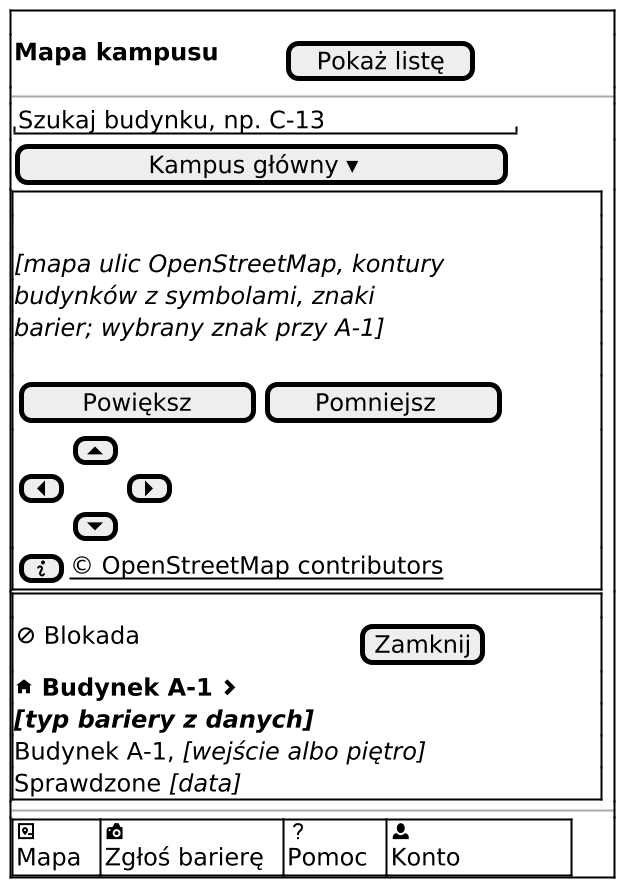 Mapa kampusu
Pokaż listę
Szukaj budynku, np. C-13
Kampus główny ▾
[mapa ulic OpenStreetMap, kontury
budynków z symbolami, znaki
barier; wybrany znak przy A-1]
Powiększ
Pomniejsz
i © OpenStreetMap contributors
⊘ Blokada
Zamknij
Budynek A-1 ›
[typ bariery z danych]
Budynek A-1, [wejście albo piętro]
Sprawdzone [data]
?
Mapa
Zgłoś barierę
Pomoc
Konto